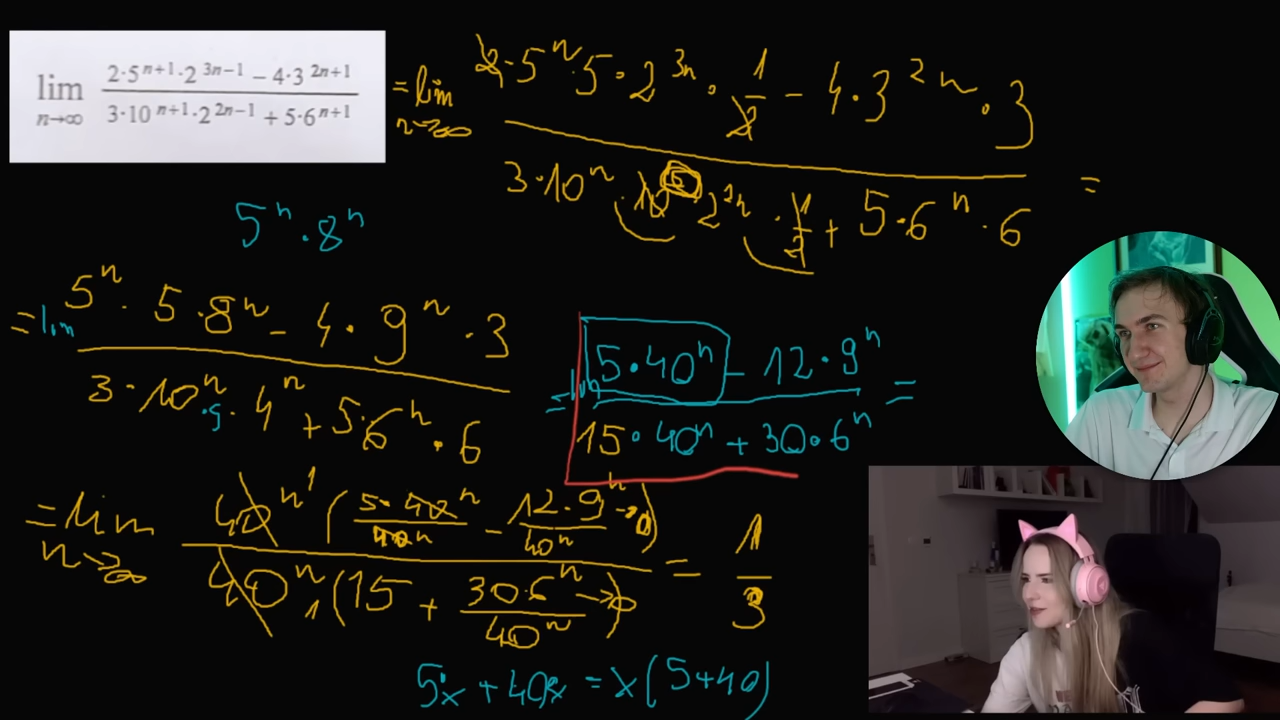 lim n→∞ (2·5^{n+1}·2^{3n−1} − 4·3^{2n+1}) / (3·10^{n+1}·2^{2n−1} + 5·6^{n+1})
= lim n→∞ (2·5^n·5·2^{3n}·1/2 − 4·3^{2n}·3) / (3·10^n·10 5 2^{2n}·1/2 + 5·6^n·6) =
5^n·8^n
= lim (5^n·5·8^n − 4·9^n·3) / (3·10^n·5·4^n + 5·6^n·6)
= lim (5·40^n − 12·9^n) / (15·40^n + 30·6^n) =
= lim n→∞ 40^n 1 (5·40^n/40^n − 12·9^n/40^n →0) / 40^n 1 (15 + 30·6^n/40^n →0) = 1/3
5x + 40x = x(5+40)